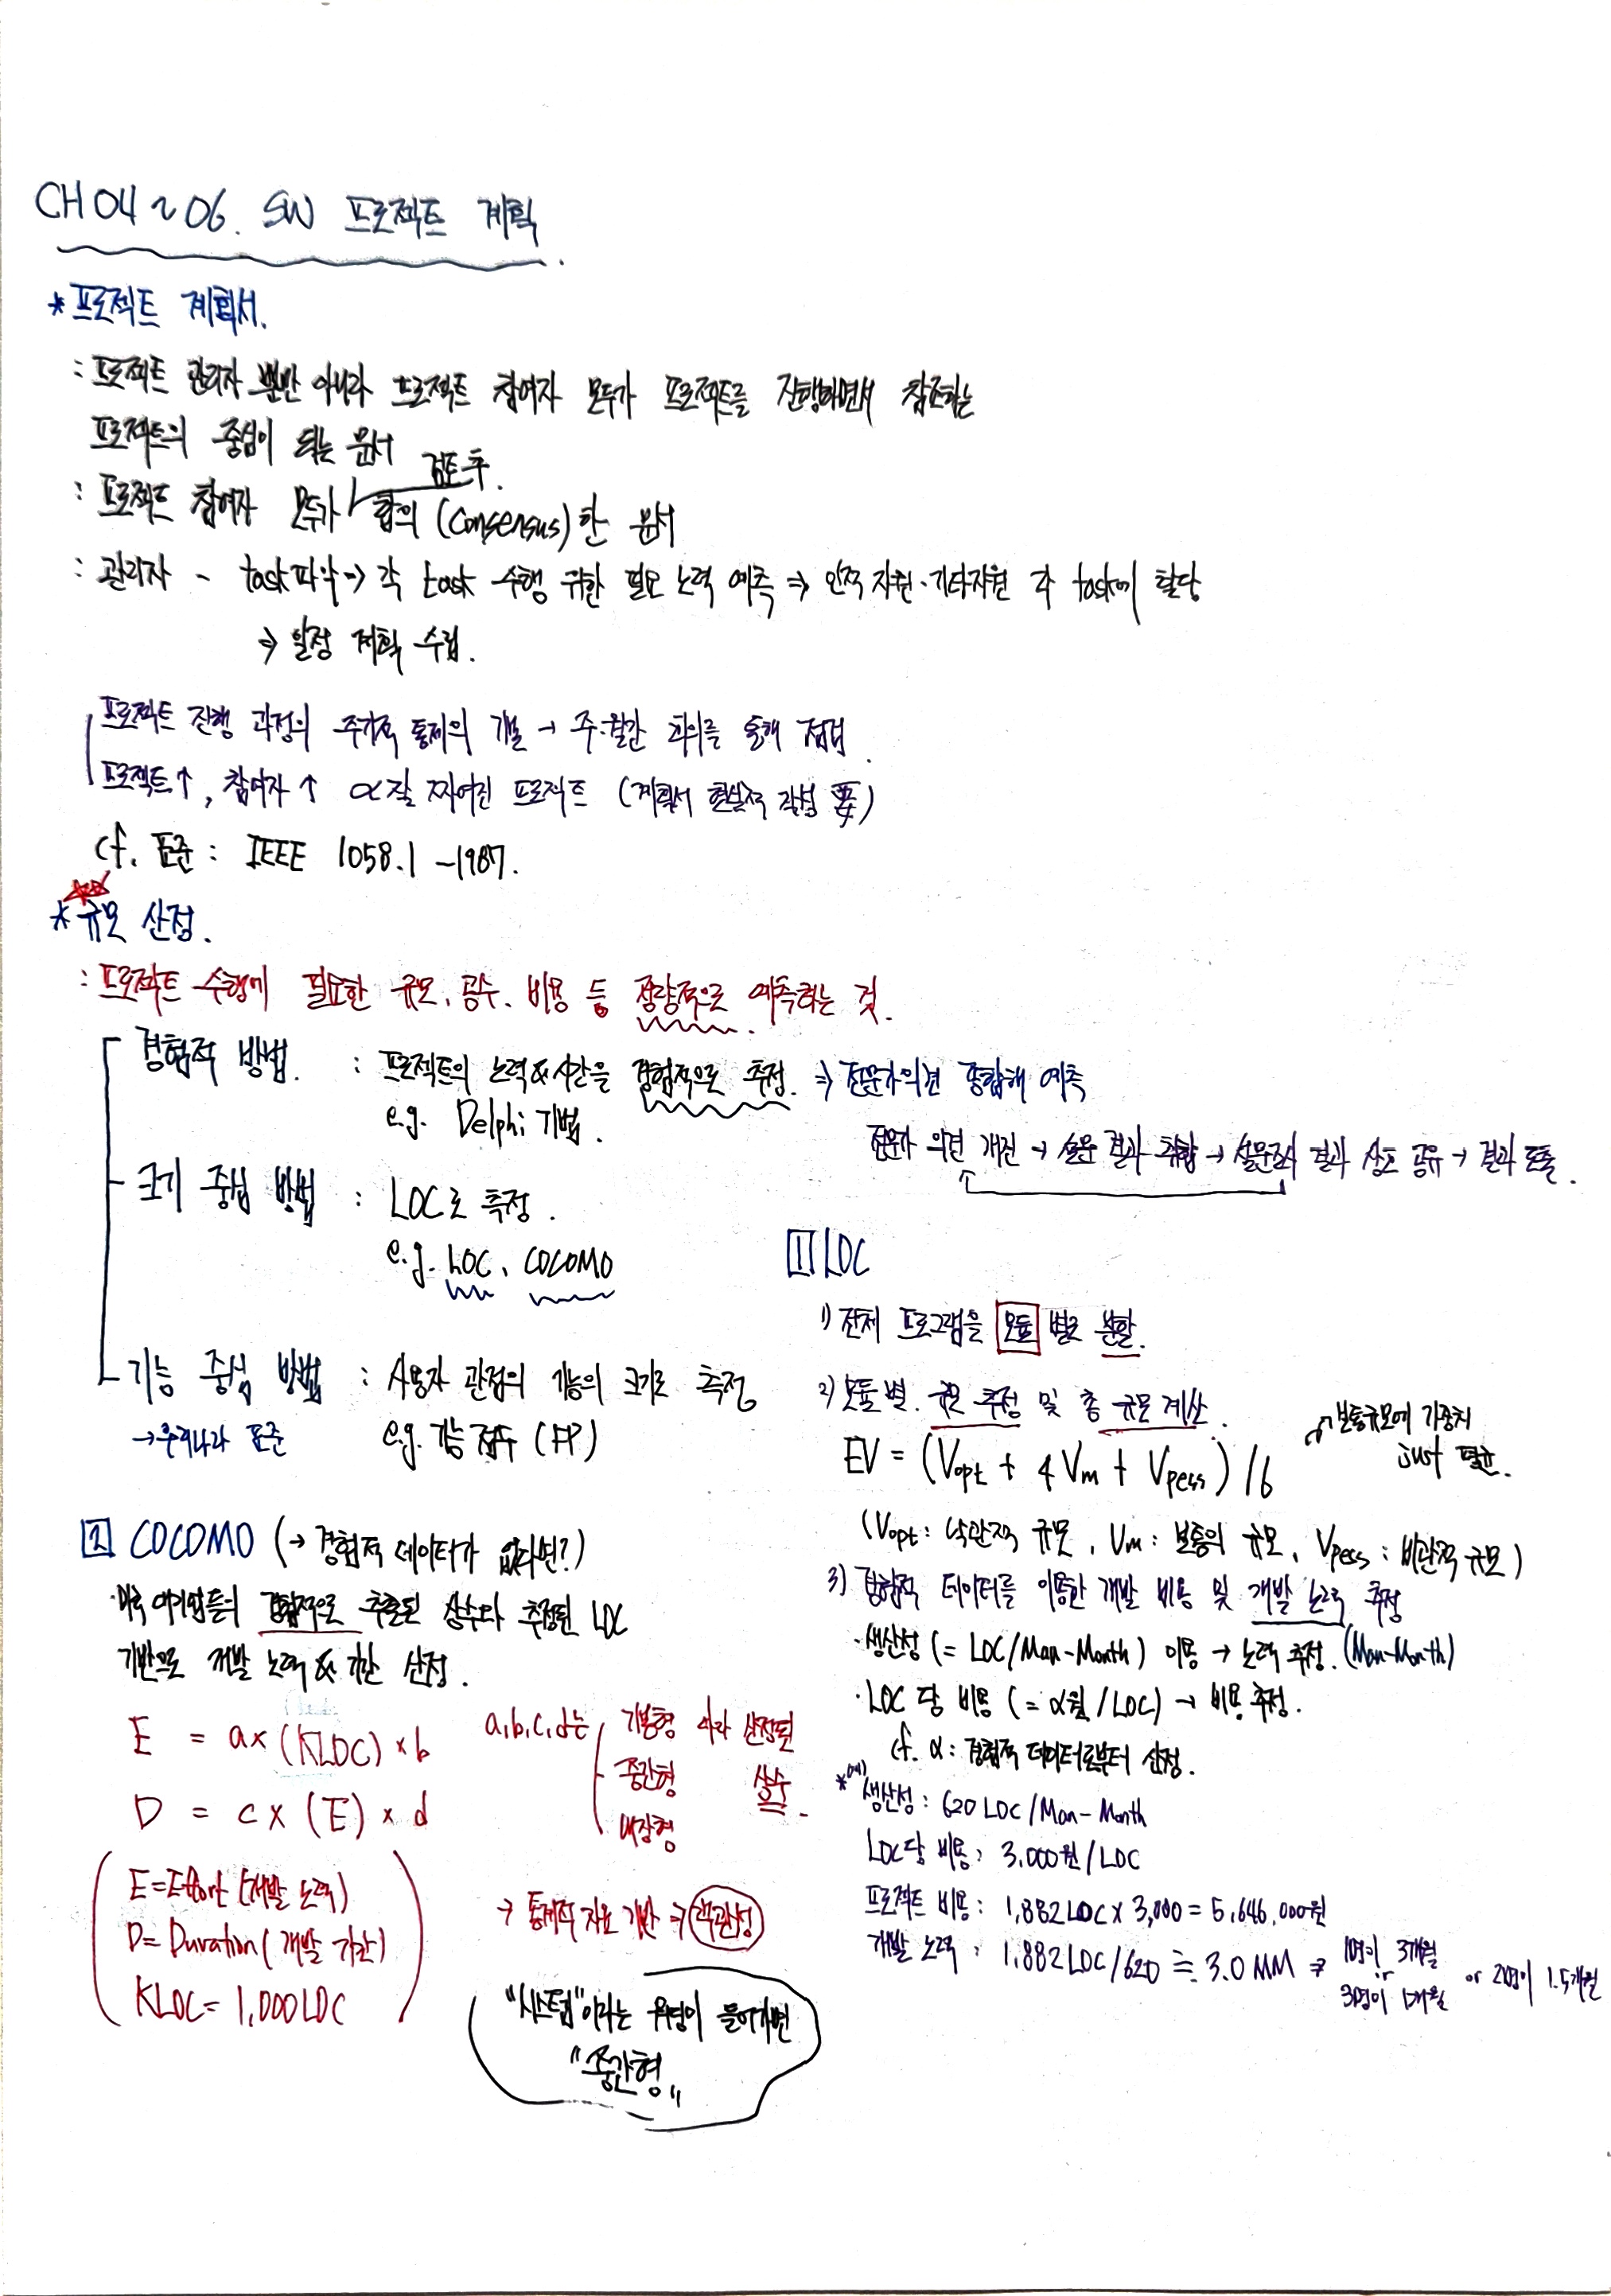 CH04~06. SW 프로젝트 계획
* 프로젝트 계획서.
: 프로젝트 관리자 뿐만 아니라 프로젝트 참여자 모두가 프로젝트를 진행하면서 참조하는
프로젝트의 중심이 되는 문서
검토 후.
: 프로젝트 참여자 모두가 합의 (Consensus)한 문서
: 관리자 - task파악 → 각 task 수행 위한 필요 노력 예측 ⇒ 인적 자원·기타자원 각 task에 할당
⇒ 일정 계획 수립.
프로젝트 진행 과정의 주기적 통제의 개발 → 주·월간 회의를 통해 점검.
프로젝트↑, 참여자↑ ∝ 잘 짜여진 프로젝트 (계획서 현실적 작성 要)
cf. 표준 : IEEE 1058.1 -1987.
* 규모 산정.
: 프로젝트 수행에 필요한 규모, 공수, 비용 등 정량적으로 예측하는 것.
경험적 방법. : 프로젝트의 노력&시간을 경험적으로 추정. ⇒ 전문가의견 종합해 예측
e.g. Delphi 기법.
전문가 의견 개진 → 설문 결과 취합 → 설문조사 결과 상호 공유 → 결과 도출.
크기 중심 방법 : LOC로 측정.
e.g. LOC, COCOMO
기능 중심 방법 : 사용자 관점의 기능의 크기로 측정
→ 우리나라 표준 e.g. 기능점수 (FP)
1 LOC
1) 전체 프로그램을 모듈 별로 분할.
2) 모듈별. 규모 추정 및 총 규모 계산.
보통규모에 가중치
just 평균.
EV = (Vopt + 4Vm + Vpess) / 6
(Vopt : 낙관적 규모, Vm : 보통의 규모, Vpess : 비관적 규모)
3) 경험적 데이터를 이용한 개발 비용 및 개발 노력 추정
·생산성 (= LOC/Man-Month) 이용 → 노력 추정. (Man-Month)
·LOC 당 비용 (= α원/LOC) → 비용 추정.
cf. α : 경험적 데이터로부터 산정.
* 예)
생산성 : 620 LOC/Man-Month
LOC당 비용 : 3,000원/LOC
프로젝트 비용 : 1,882 LOC x 3,000 = 5,646,000원
개발 노력 : 1,882 LOC/620 ≒ 3.0 MM ⇒ 1명이 3개월
or
3명이 1개월
or 2명이 1.5개월
2 COCOMO (→ 경험적 데이터가 없다면?)
·미국 기업들의 경험적으로 추출된 상수와 추정된 LOC
기반으로 개발 노력 & 기간 산정.
E = a x (KLOC) x b
D = c x (E) x d
a,b,c,d는 기본형 따라 산정된
중간형 상수.
내장형
E = Effort (개발 노력)
D = Duration (개발 기간)
KLOC = 1,000 LOC
→ 통계적 자료 기반 ⇒ 객관성
"시스템"이라는 워딩이 들어가면
"중간형"